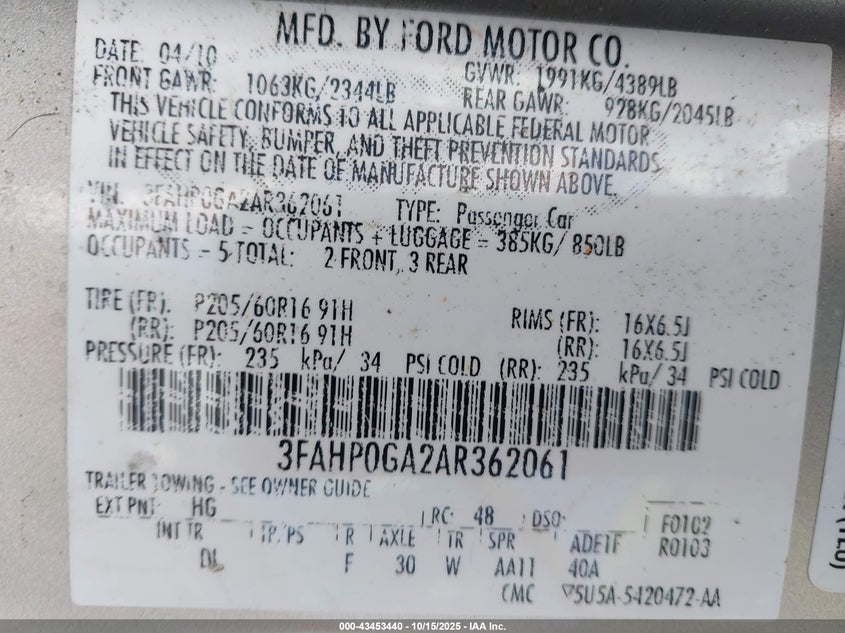 MFD. BY FORD MOTOR CO.
DATE: 04/10 GVWR: 1991KG/4389LB
FRONT GAWR: 1063KG/2344LB REAR GAWR: 928KG/2045LB
THIS VEHICLE CONFORMS TO ALL APPLICABLE FEDERAL MOTOR
VEHICLE SAFETY, BUMPER, AND THEFT PREVENTION STANDARDS
IN EFFECT ON THE DATE OF MANUFACTURE SHOWN ABOVE.
VIN: 3FAHP0GA2AR362061 TYPE: Passenger Car
MAXIMUM LOAD = OCCUPANTS + LUGGAGE = 385KG/ 850LB
OCCUPANTS - 5 TOTAL: 2 FRONT, 3 REAR
TIRE (FR): P205/60R16 91H RIMS (FR): 16X6.5J
(RR): P205/60R16 91H (RR): 16X6.5J
PRESSURE (FR): 235 kPa/ 34 PSI COLD (RR): 235 kPa/ 34 PSI COLD
3FAHP0GA2AR362061
TRAILER TOWING - SEE OWNER GUIDE
EXT PNT: HG RC: 48 DSO: F0102
INT TR TP/PS R AXLE TR SPR ADE1F R0103
DL F 30 W AA11 40A
CMC 5U5A-5420472-AA
000-43453440 - 10/15/2025 - IAA Inc.